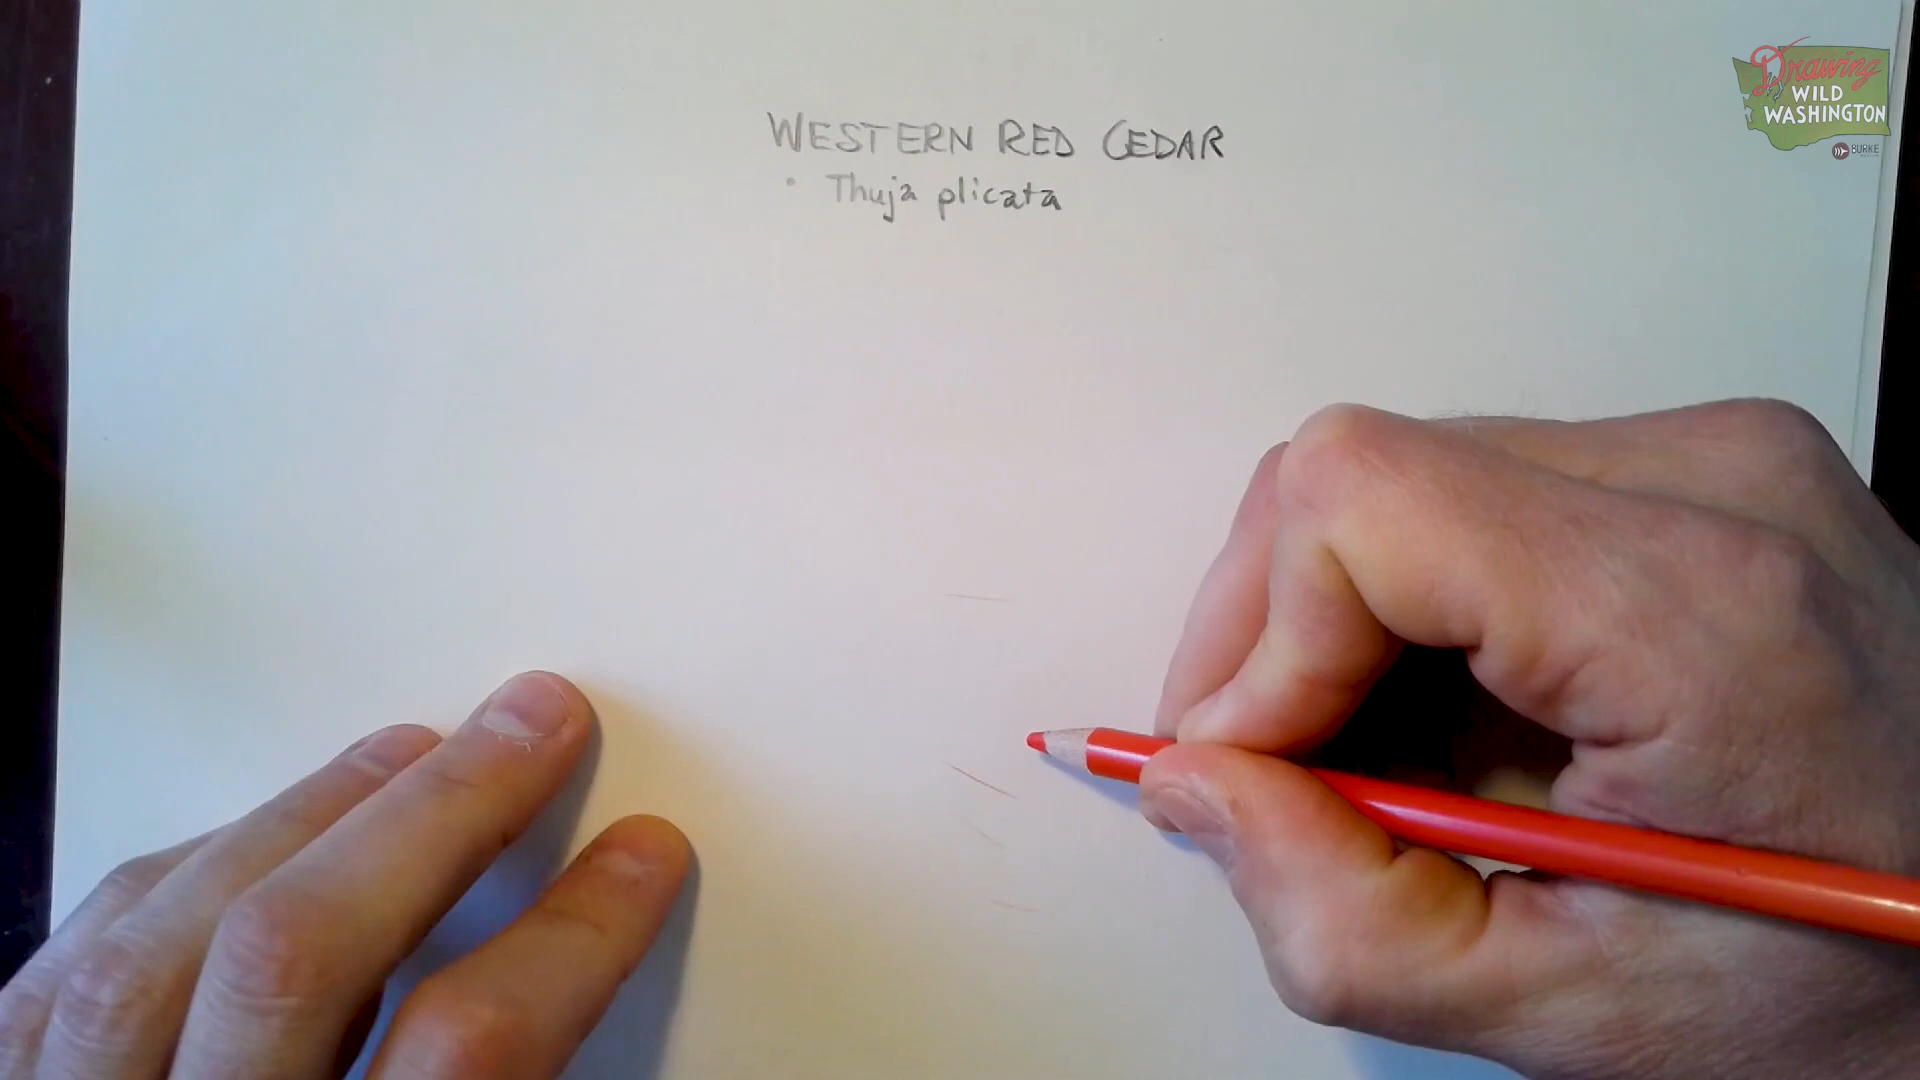 WESTERN RED CEDAR
• Thuja plicata
Drawing
WILD
WASHINGTON
BURKE